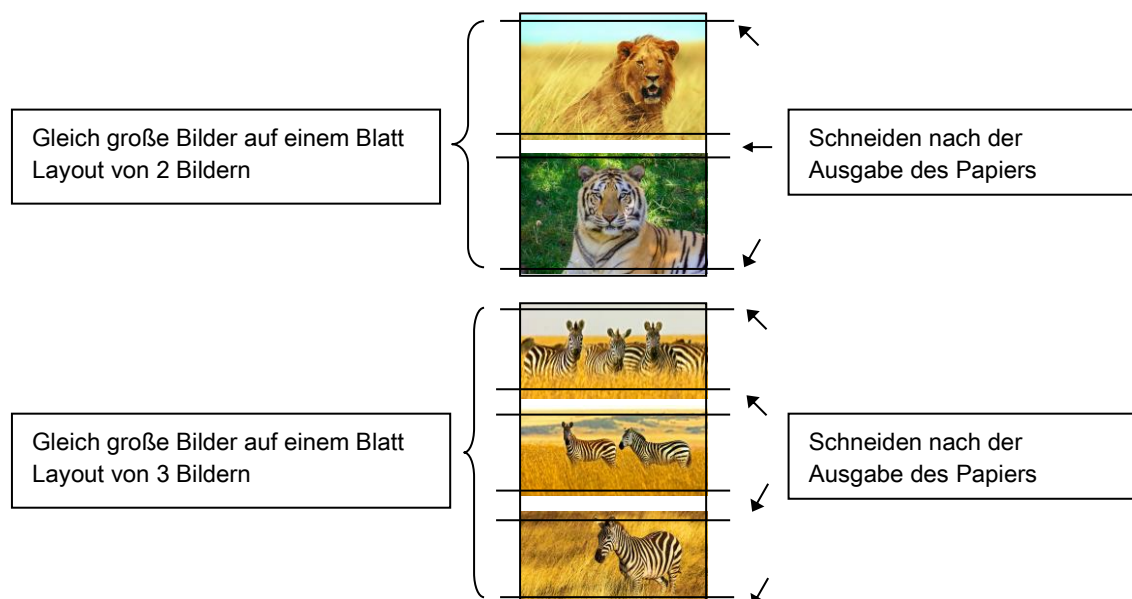 Gleich große Bilder auf einem Blatt
Layout von 2 Bildern
Schneiden nach der
Ausgabe des Papiers
Gleich große Bilder auf einem Blatt
Layout von 3 Bildern
Schneiden nach der
Ausgabe des Papiers